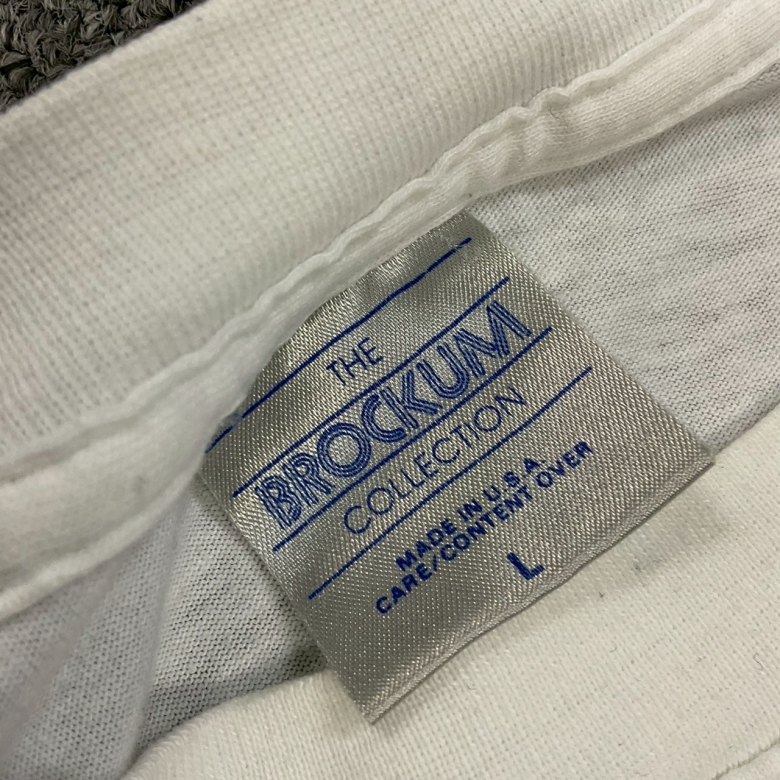 THE
BROCKUM
COLLECTION
MADE IN U.S.A.
CARE/CONTENT OVER
L